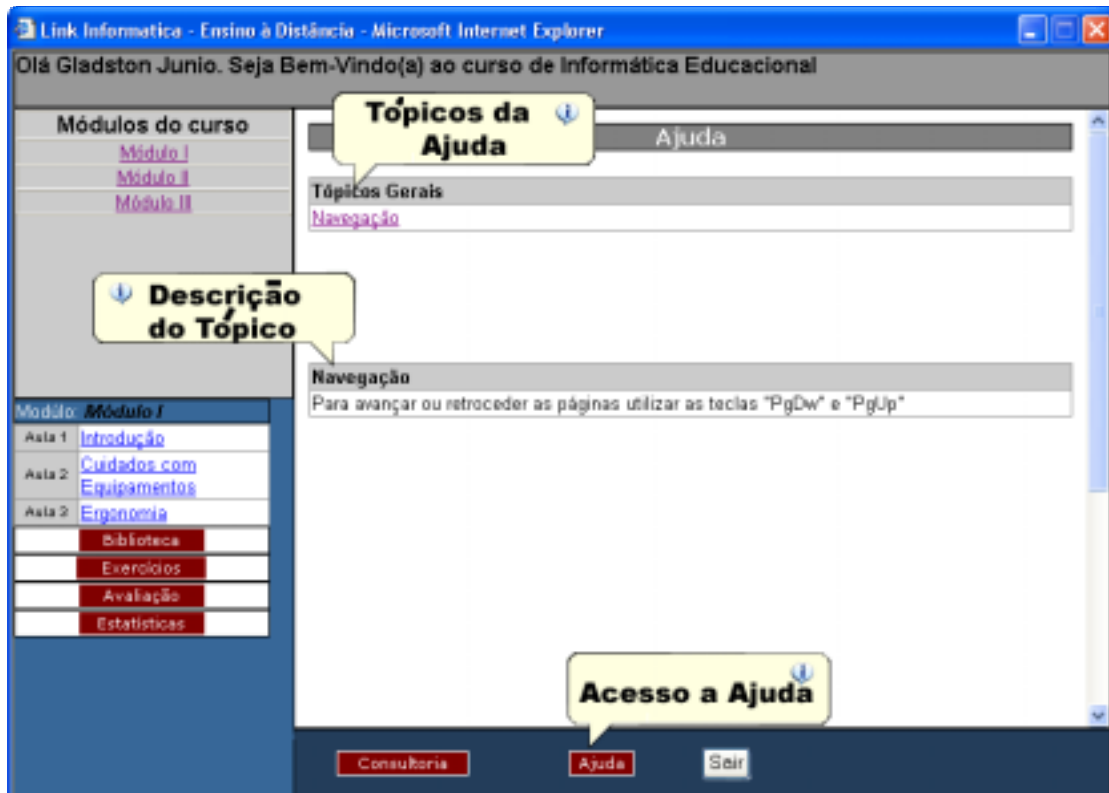 Link Informatica - Ensino à Distância - Microsoft Internet Explorer
Olá Gladston Junio. Seja Bem-Vindo(a) ao curso de Informática Educacional
Módulos do curso
Módulo I
Módulo II
Módulo III
Tópicos da
Ajuda
Ajuda
Tópicos Gerais
Navegação
Descrição
do Tópico
Navegação
Para avançar ou retroceder as páginas utilizar as teclas "PgDw" e "PgUp"
Modúlo: Módulo I
Aula 1 Introdução
Aula 2 Cuidados com
Equipamentos
Aula 3 Ergonomia
Biblioteca
Exercícios
Avaliação
Estatísticas
Acesso a Ajuda
Consultoria Ajuda Sair